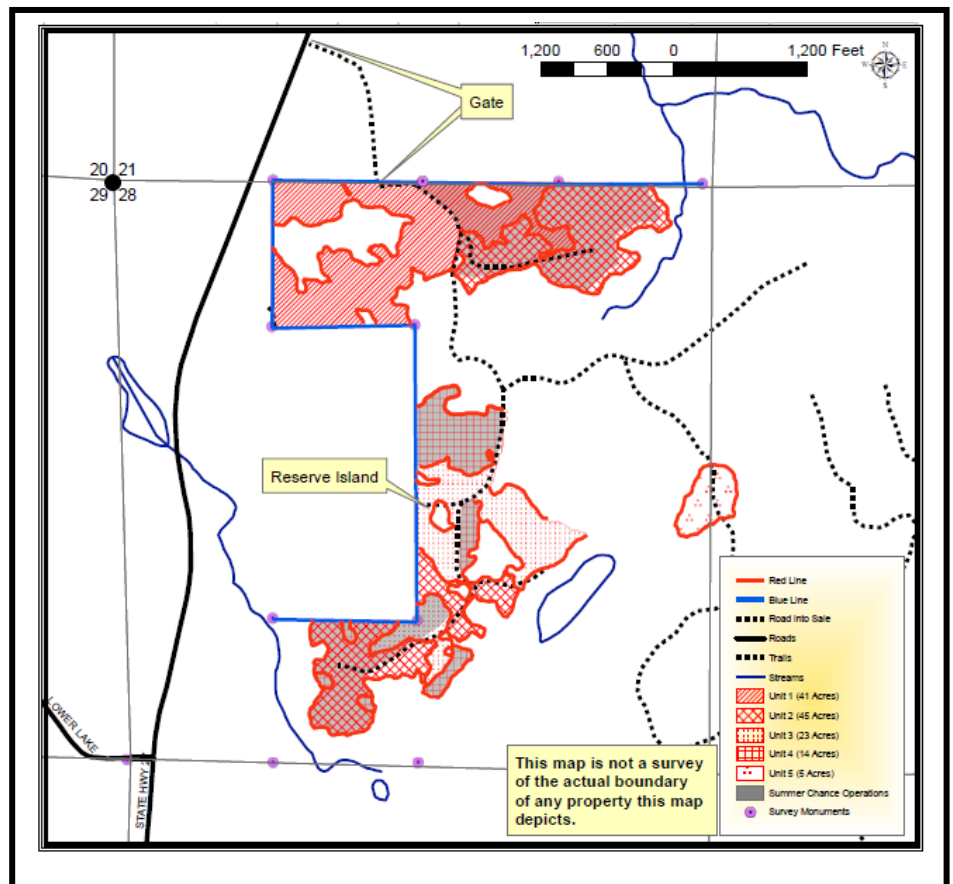 1,200 600 0 1,200 Feet
N
W E
S
Gate
20 21
29 28
Reserve Island
Red Line
Blue Line
Road Into Sale
Roads
Trails
Streams
Unit 1 (41 Acres)
Unit 2 (45 Acres)
Unit 3 (23 Acres)
Unit 4 (14 Acres)
Unit 5 (5 Acres)
Summer Chance Operations
Survey Monuments
LOWER LAKE
STATE HWY
This map is not a survey
of the actual boundary
of any property this map
depicts.